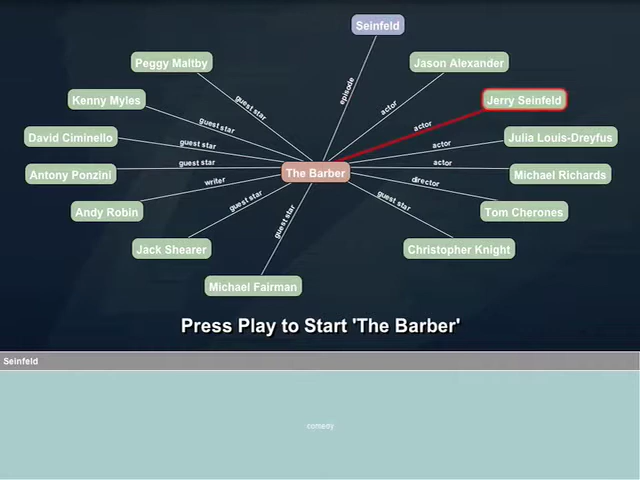 Seinfeld
Peggy Maltby
Jason Alexander
episode
guest star
actor
Kenny Myles
Jerry Seinfeld
guest star
actor
David Ciminello
Julia Louis-Dreyfus
guest star
actor
Antony Ponzini
guest star
The Barber
actor
Michael Richards
writer
director
Andy Robin
guest star
guest star
guest star
Tom Cherones
Jack Shearer
Christopher Knight
Michael Fairman
Press Play to Start 'The Barber'
Seinfeld
comedy